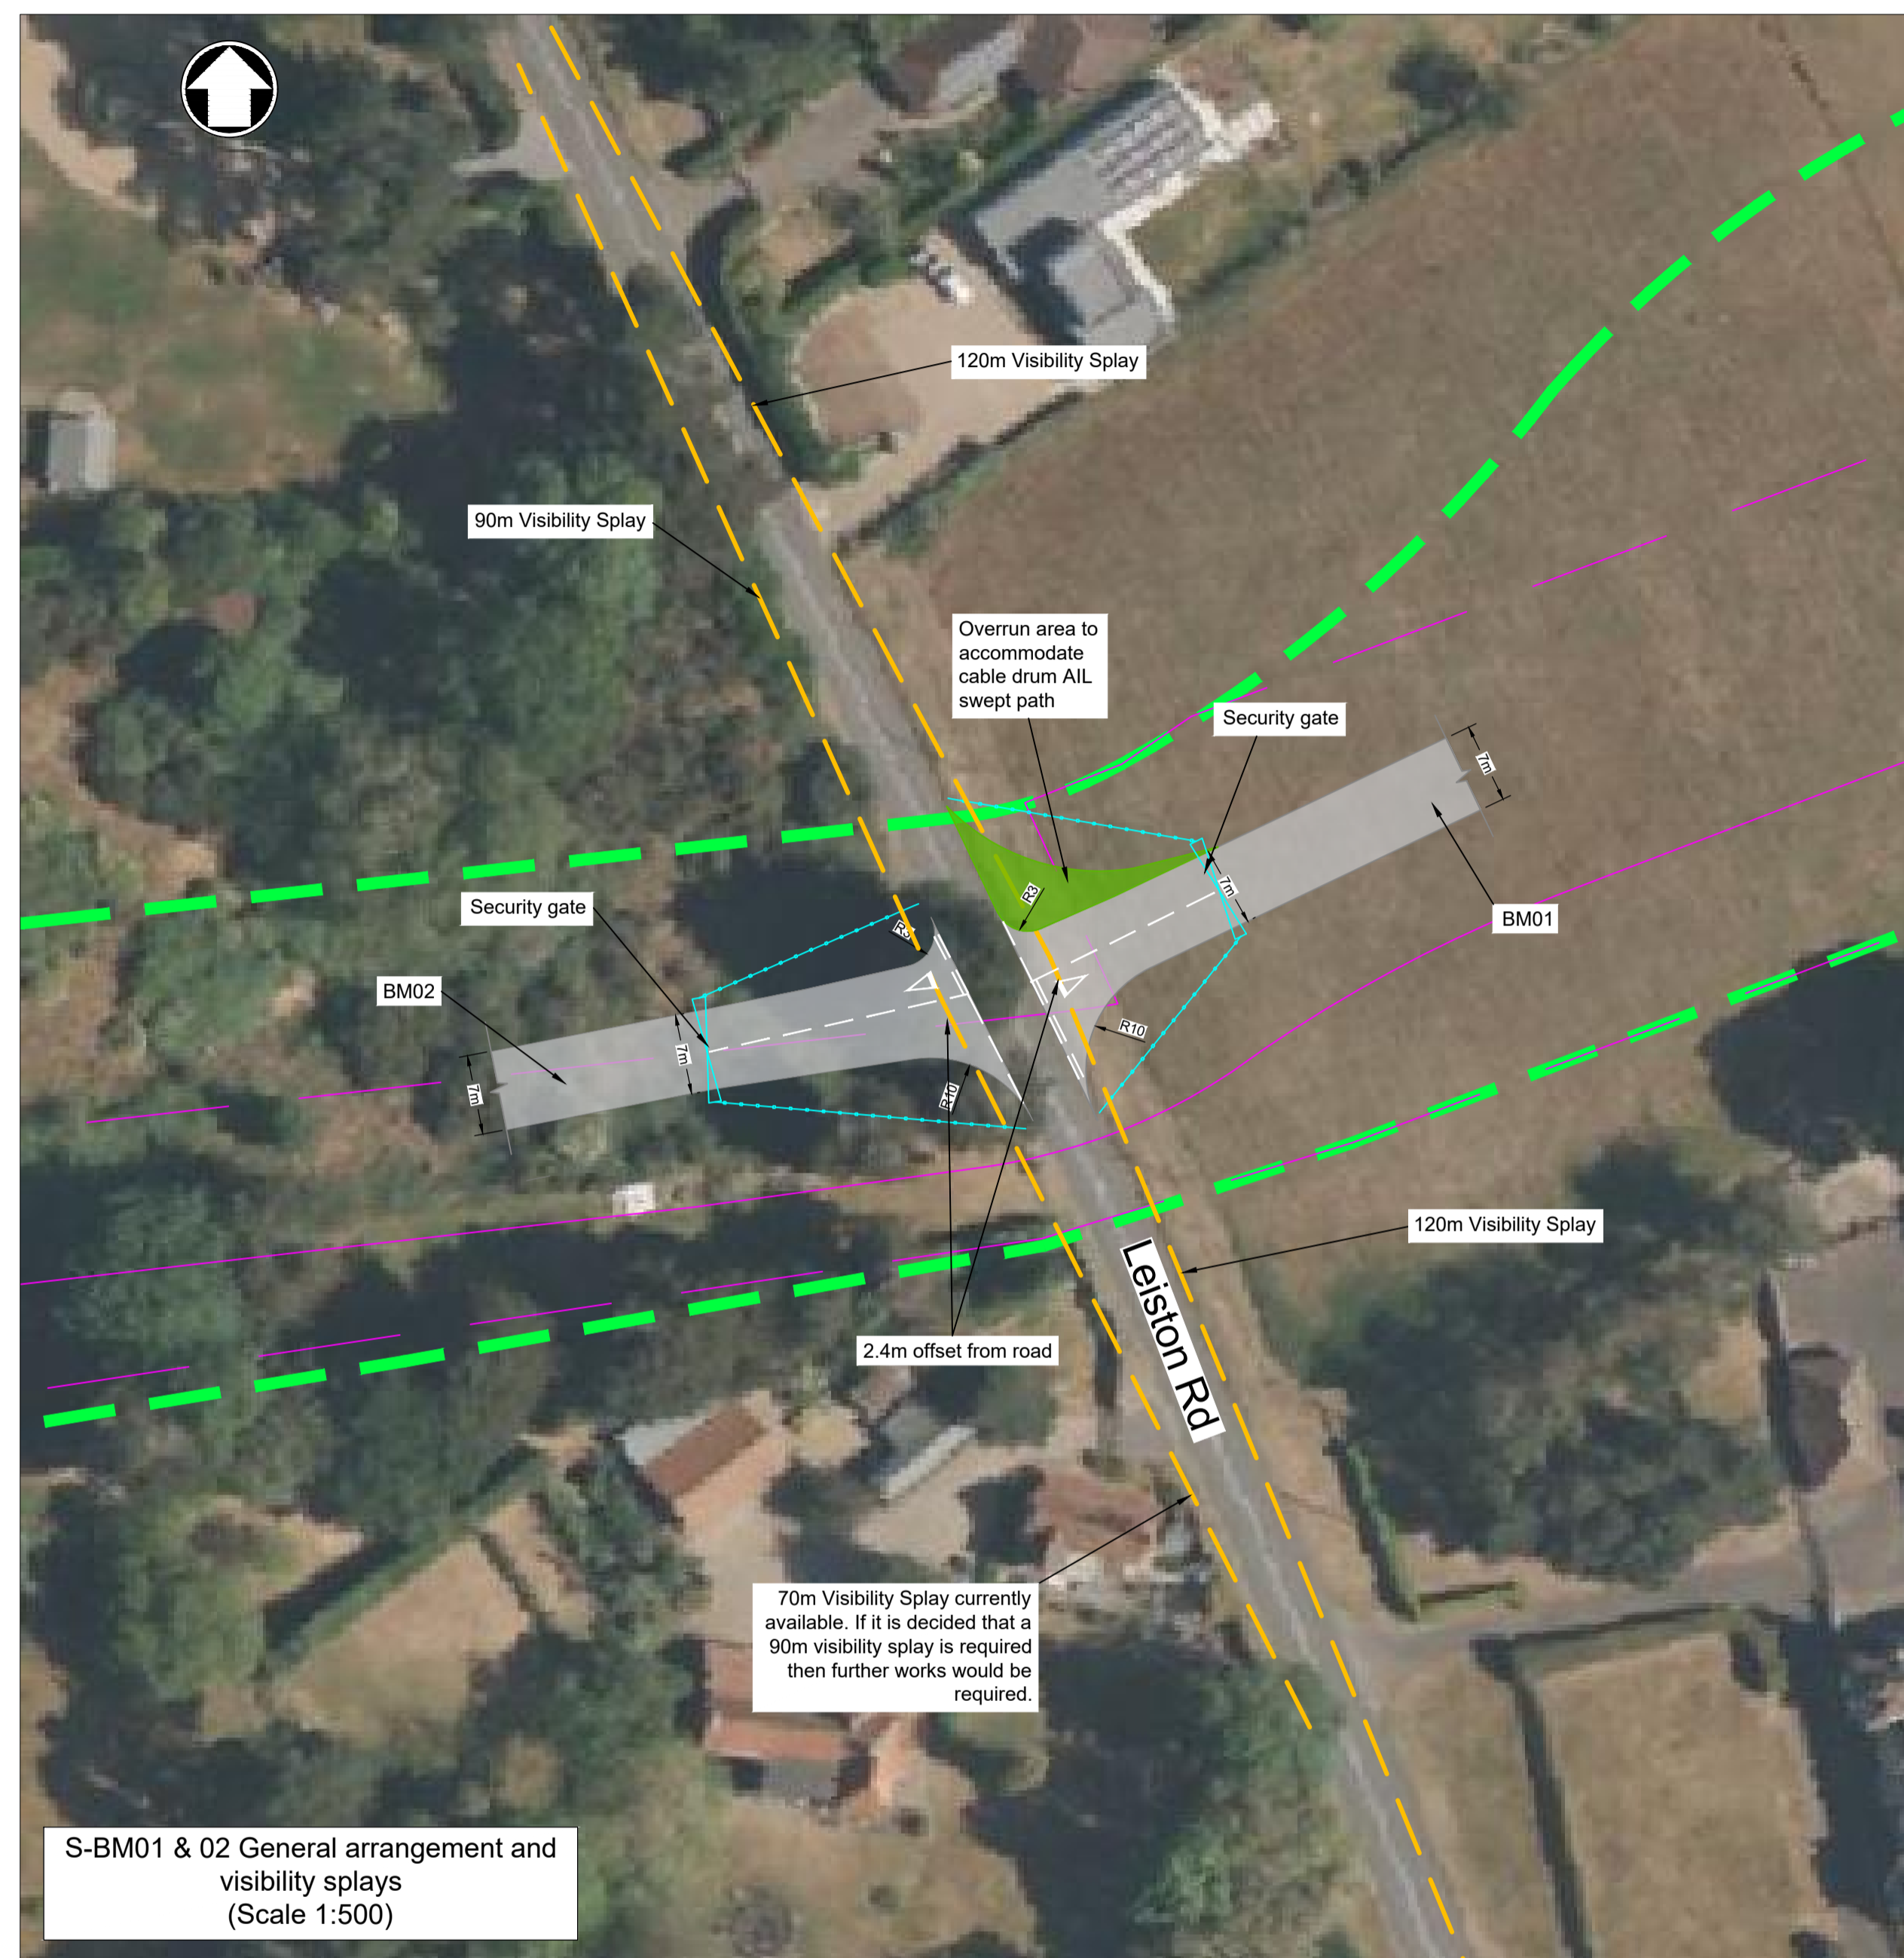 120m Visibility Splay
90m Visibility Splay
Overrun area to
accommodate
cable drum AIL
swept path
Security gate
7m
7m
R3
BM01
Security gate
R3
BM02
R10
7m
7m
R10
120m Visibility Splay
Leiston Rd
2.4m offset from road
70m Visibility Splay currently
available. If it is decided that a
90m visibility splay is required
then further works would be
required.
S-BM01 & 02 General arrangement and
visibility splays
(Scale 1:500)